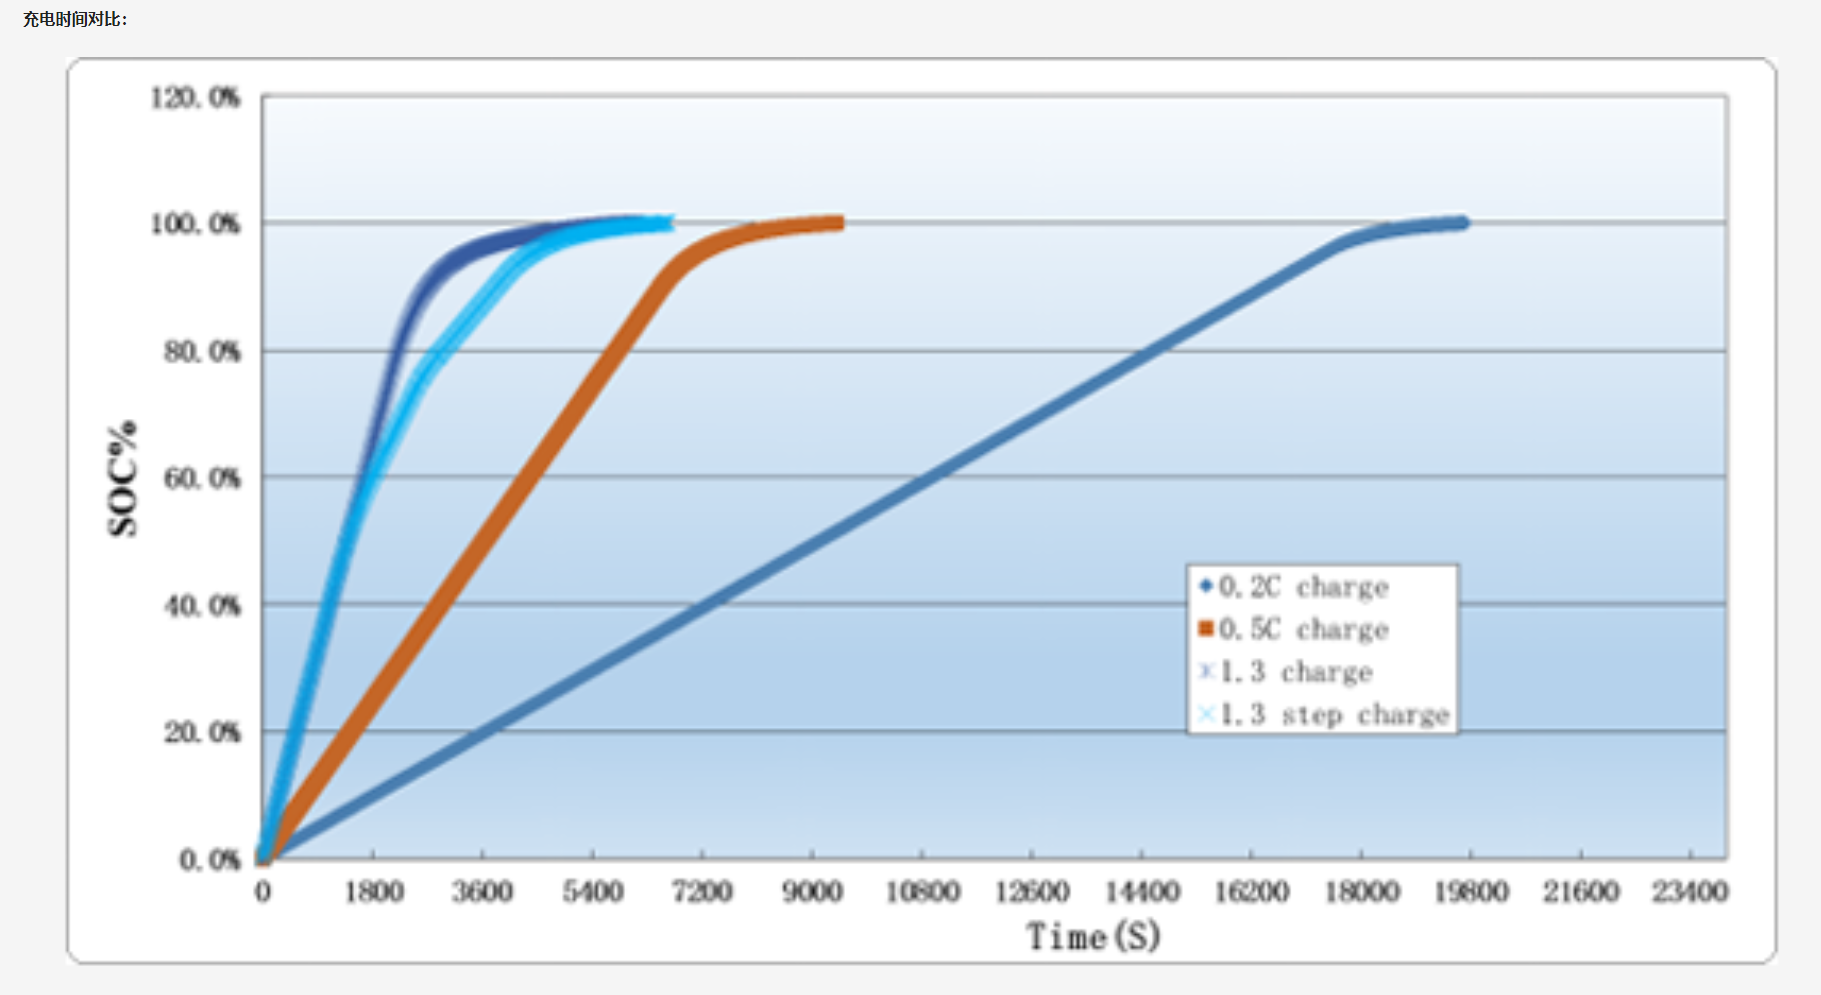 充电时间对比:
120.0%
100.0%
80.0%
60.0%
40.0%
20.0%
0.0%
SOC%
0.2C charge
0.5C charge
1.3 charge
1.3 step charge
0 1800 3600 5400 7200 9000 10800 12600 14400 16200 18000 19800 21600 23400
Time(S)